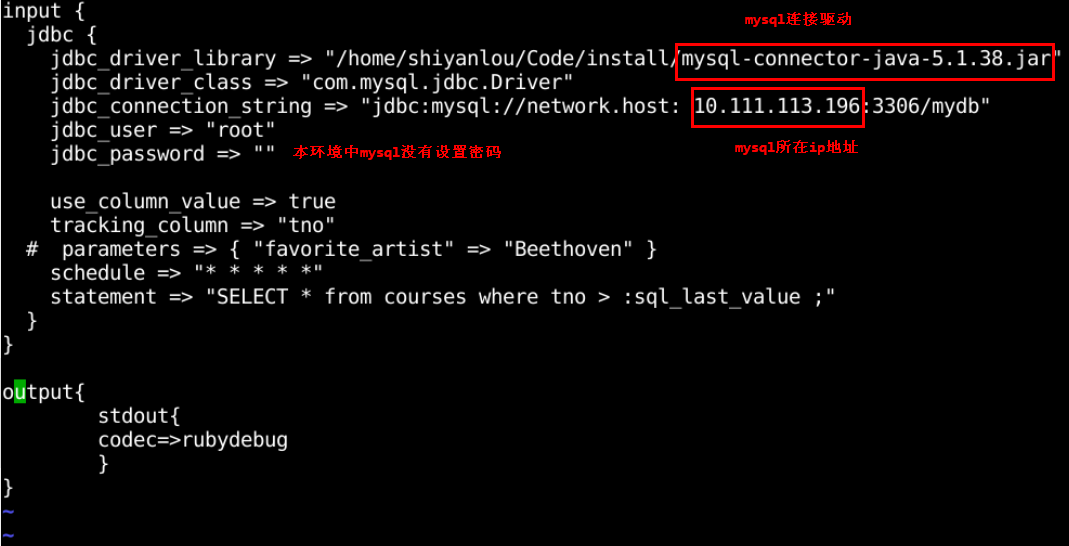 input {
mysql连接驱动
jdbc {
jdbc_driver_library => "/home/shiyanlou/Code/install/mysql-connector-java-5.1.38.jar"
jdbc_driver_class => "com.mysql.jdbc.Driver"
jdbc_connection_string => "jdbc:mysql://network.host: 10.111.113.196:3306/mydb"
jdbc_user => "root"
mysql所在ip地址
jdbc_password => "" 本环境中mysql没有设置密码
use_column_value => true
tracking_column => "tno"
# parameters => { "favorite_artist" => "Beethoven" }
schedule => "* * * * *"
statement => "SELECT * from courses where tno > :sql_last_value ;"
}
}
output{
stdout{
codec=>rubydebug
}
}
~
~